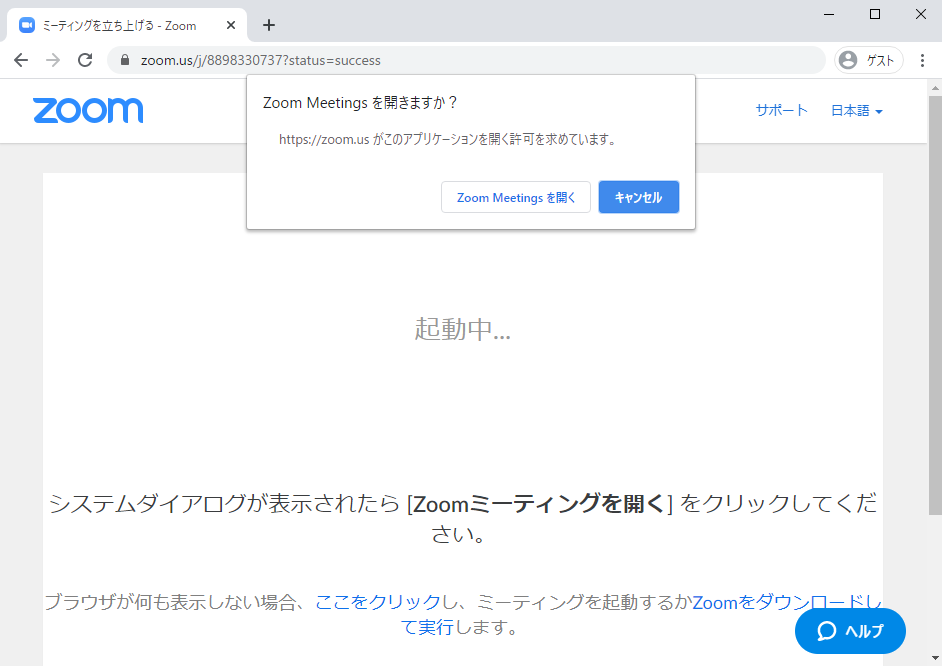 ミーティングを立ち上げる - Zoom
zoom.us/j/8898330737?status=success
ゲスト
zoom
サポート
日本語
Zoom Meetings を開きますか？
https://zoom.us がこのアプリケーションを開く許可を求めています。
Zoom Meetings を開く
キャンセル
起動中...
システムダイアログが表示されたら [Zoomミーティングを開く] をクリックしてくだ
さい。
ブラウザが何も表示しない場合、ここをクリックし、ミーティングを起動するかZoomをダウンロードし
て実行します。
ヘルプ